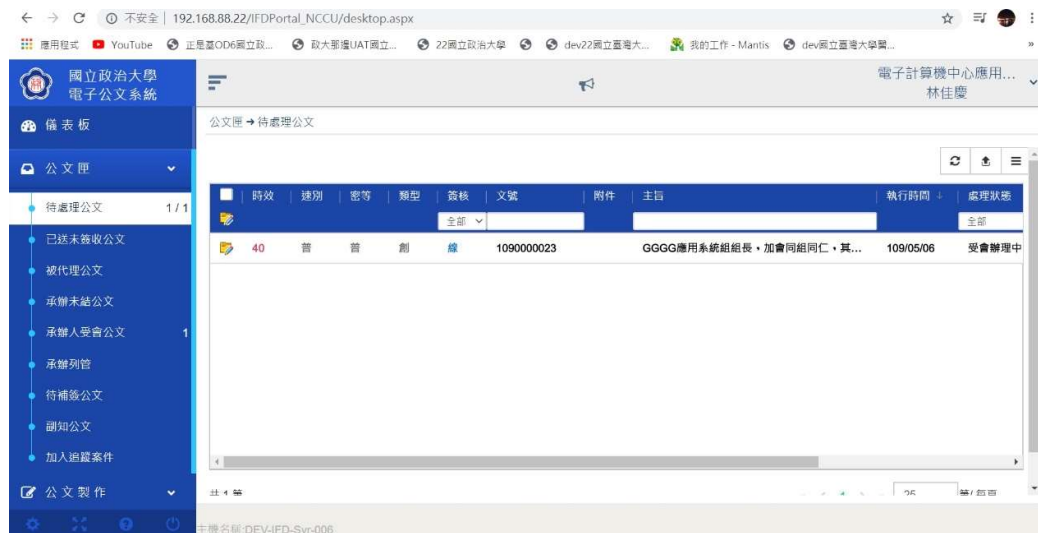 不安全 | 192.168.88.22/IFDPortal_NCCU/desktop.aspx
應用程式 YouTube 正是基OD6國立政... 政大那邊UAT國立... 22國立政治大學 dev22國立臺灣大... 我的工作 - Mantis dev國立臺灣大學醫...
»
國立政治大學
電子公文系統
電子計算機中心應用...
林佳慶
儀表板
公文匣
待處理公文 1 / 1
已送未簽收公文
被代理公文
承辦未結公文
承辦人受會公文 1
承辦列管
待補簽公文
副知公文
加入追蹤案件
公文製作
公文匣 ➔ 待處理公文
時效 速別 密等 類型 簽核 文號 附件 主旨 執行時間 ↓ 處理狀態
全部 全部
40 普 普 創 線 1090000023 GGGG應用系統組組長，加會同組同仁，其... 109/05/06 受會辦理中
共 1 筆 1 25 筆/ 每頁
主機名稱:DEV-IFD-Svr-006